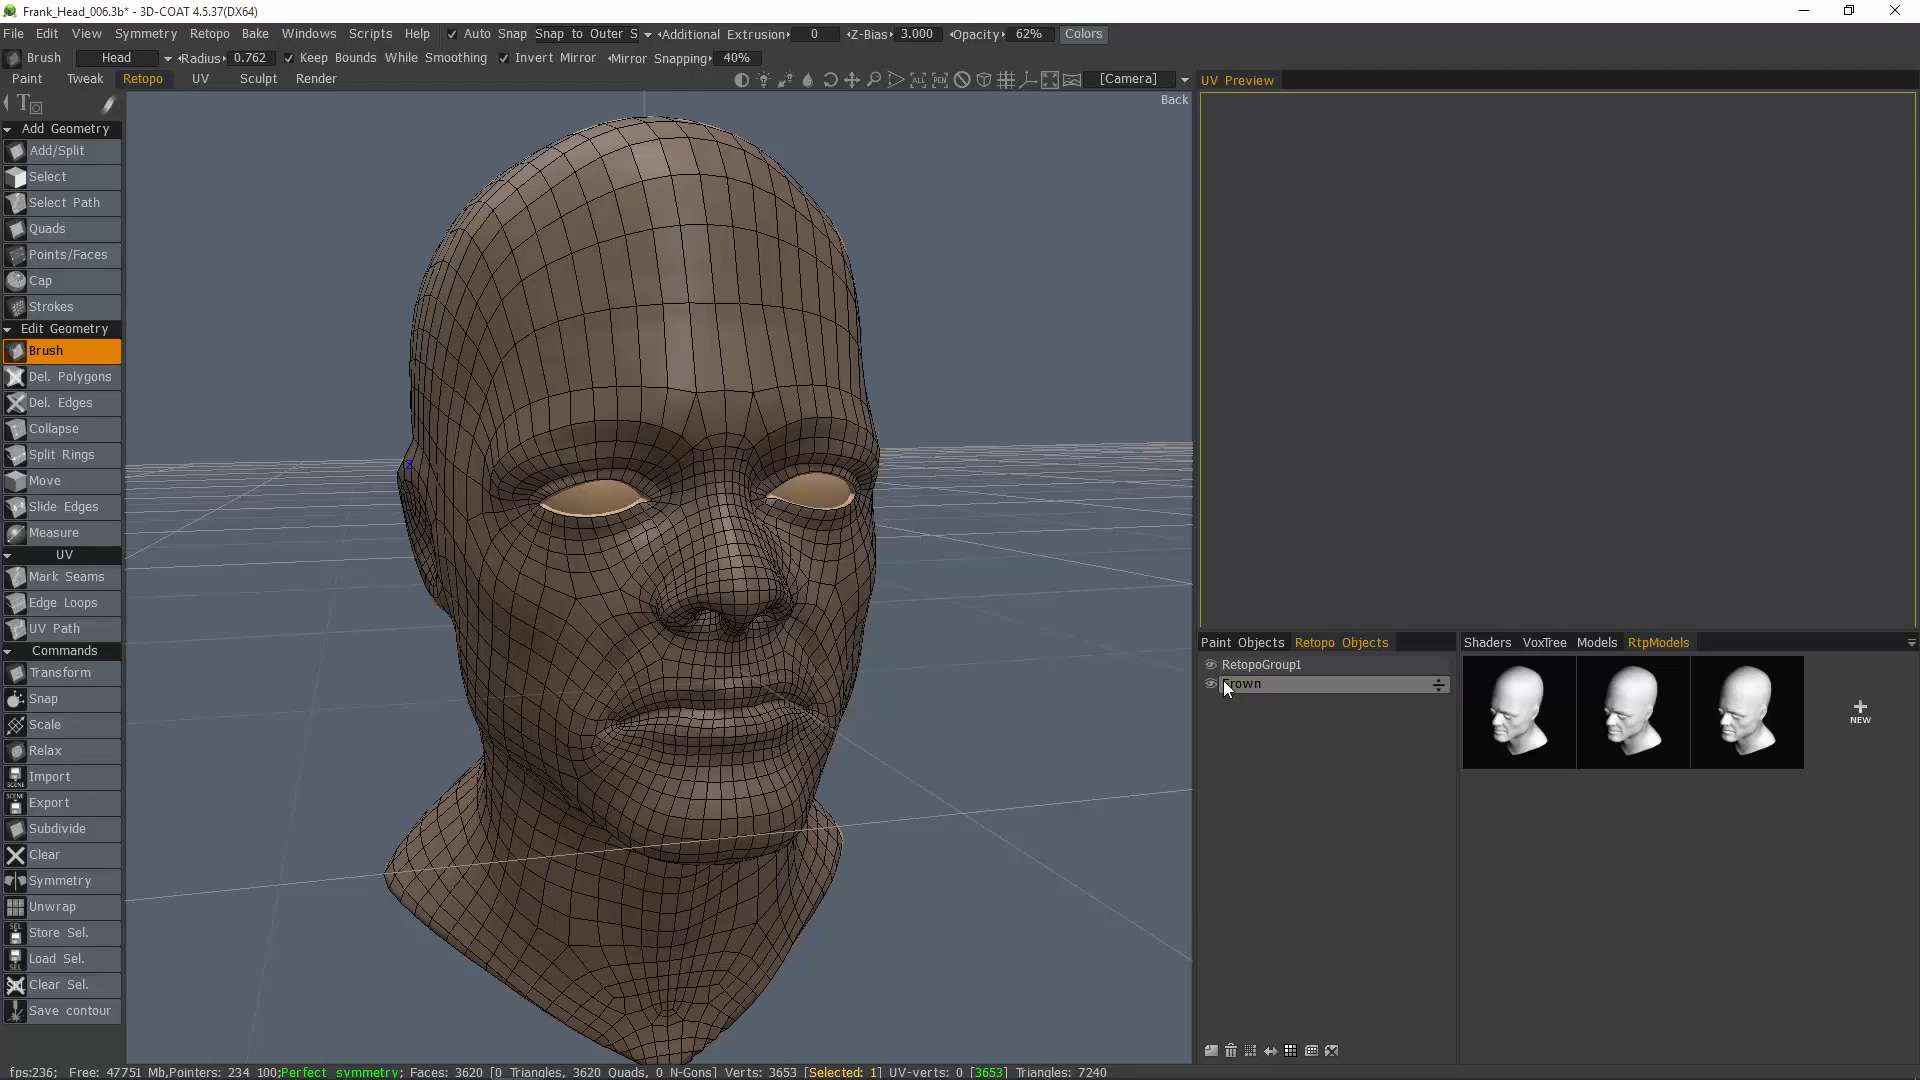 Frank_Head_006.3b* - 3D-COAT 4.5.37(DX64)
File Edit View Symmetry Retopo Bake Windows Scripts Help Auto Snap Snap to Outer S Additional Extrusion 0 Z-Bias 3.000 Opacity 62% Colors
Brush Head Radius 0.762 Keep Bounds While Smoothing Invert Mirror Mirror Snapping 40%
Paint Tweak Retopo UV Sculpt Render [Camera] UV Preview
Back
Add Geometry
Add/Split
Select
Select Path
Quads
Points/Faces
Cap
Strokes
Edit Geometry
Brush
Del. Polygons
Del. Edges
Collapse
Split Rings
Move
Slide Edges
Measure
UV
Mark Seams
Edge Loops
UV Path
Commands
Transform
Snap
Scale
Relax
Import
Export
Subdivide
Clear
Symmetry
Unwrap
Store Sel.
Load Sel.
Clear Sel.
Save contour
Z
Paint Objects Retopo Objects
RetopoGroup1
Shaders VoxTree Models RtpModels
NEW
fps:236; Free: 47751 Mb,Pointers: 234 100;Perfect symmetry; Faces: 3620 [0 Triangles, 3620 Quads, 0 N-Gons] Verts: 3653 [Selected: 1] UV-verts: 0 [3653] Triangles: 7240